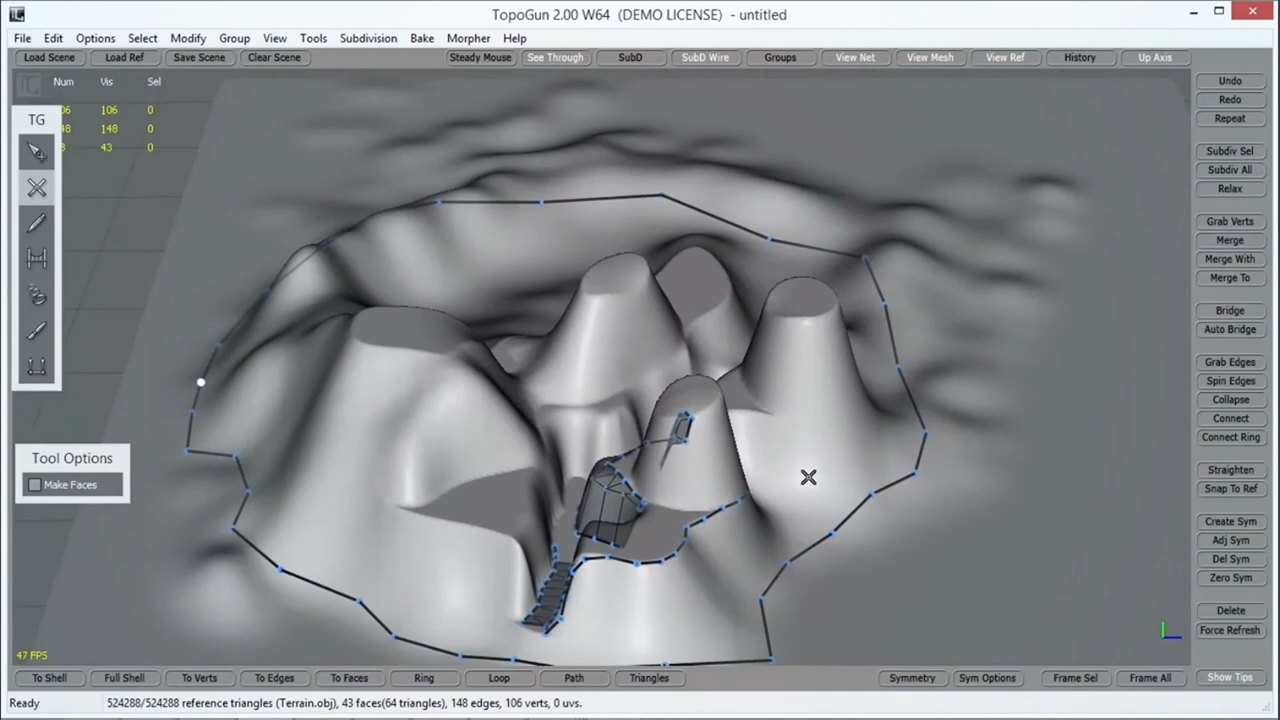 TopoGun 2.00 W64 (DEMO LICENSE) - untitled
File Edit Options Select Modify Group View Tools Subdivision Bake Morpher Help
Load Scene Load Ref Save Scene Clear Scene Steady Mouse See Through SubD SubD Wire Groups View Net View Mesh View Ref History Up Axis
Num Vis Sel
106 0
148 0
43 0
TG
Tool Options
Make Faces
Undo
Redo
Repeat
Subdiv Sel
Subdiv All
Relax
Grab Verts
Merge
Merge With
Merge To
Bridge
Auto Bridge
Grab Edges
Spin Edges
Collapse
Connect
Connect Ring
Straighten
Snap To Ref
Create Sym
Adj Sym
Del Sym
Zero Sym
Delete
Force Refresh
47 FPS
To Shell Full Shell To Verts To Edges To Faces Ring Loop Path Triangles Symmetry Sym Options Frame Sel Frame All Show Tips
Ready 524288/524288 reference triangles (Terrain.obj), 43 faces(64 triangles), 148 edges, 106 verts, 0 uvs.